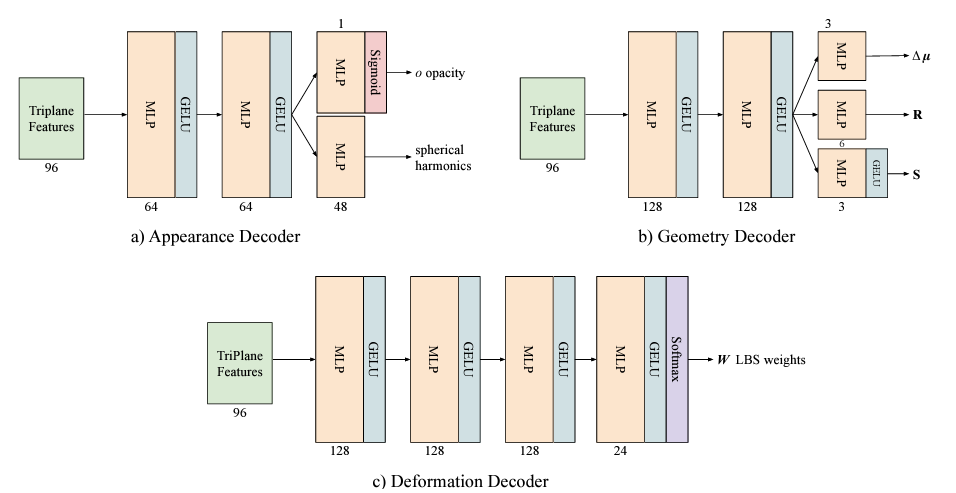 Triplane
Features
96
MLP
GELU
64
MLP
GELU
64
1
MLP
Sigmoid
o opacity
MLP
48
spherical
harmonics
a) Appearance Decoder
Triplane
Features
96
MLP
GELU
128
MLP
GELU
128
3
MLP
Δμ
MLP
6
R
MLP
GELU
3
S
b) Geometry Decoder
TriPlane
Features
96
MLP
GELU
128
MLP
GELU
128
MLP
GELU
128
MLP
GELU
Softmax
24
W LBS weights
c) Deformation Decoder